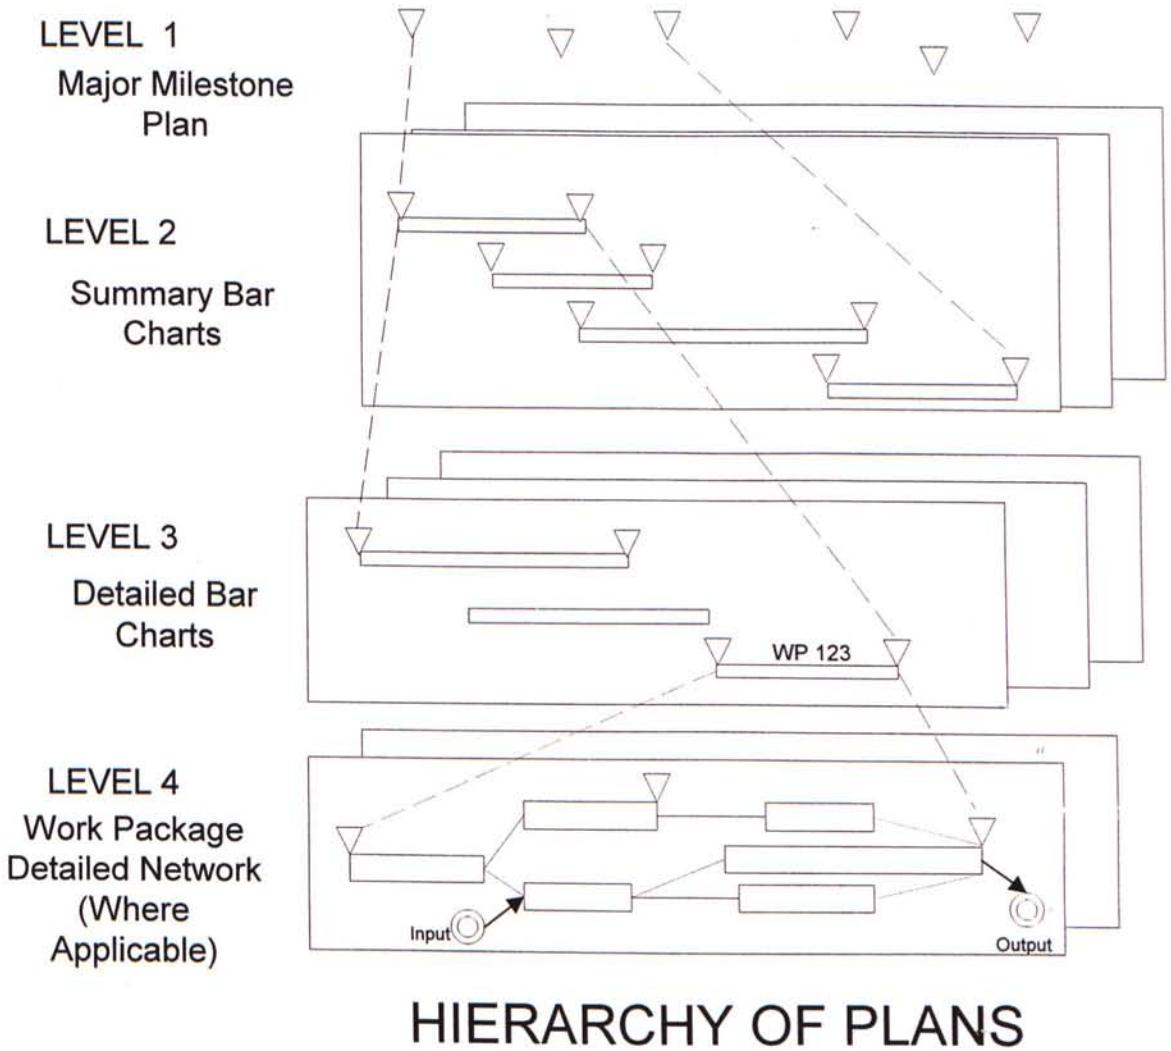 LEVEL 1
Major Milestone
Plan
LEVEL 2
Summary Bar
Charts
LEVEL 3
Detailed Bar
Charts
WP 123
LEVEL 4
Work Package
Detailed Network
(Where
Applicable)
Input
Output
HIERARCHY OF PLANS